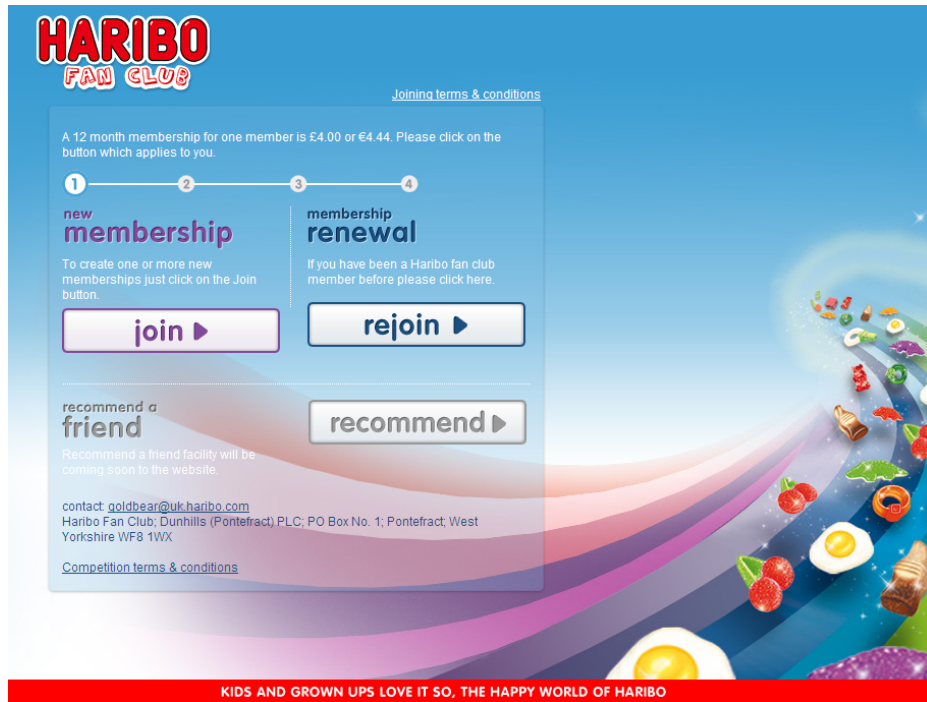 HARIBO
FAN CLUB
Joining terms & conditions
A 12 month membership for one member is £4.00 or €4.44. Please click on the
button which applies to you.
1 2 3 4
new
membership
To create one or more new
memberships just click on the Join
button.
join
membership
renewal
If you have been a Haribo fan club
member before please click here.
rejoin
recommend a
friend
Recommend a friend facility will be
coming soon to the website.
recommend
contact: goldbear@uk.haribo.com
Haribo Fan Club; Dunhills (Pontefract) PLC; PO Box No. 1; Pontefract; West
Yorkshire WF8 1WX
Competition terms & conditions
KIDS AND GROWN UPS LOVE IT SO, THE HAPPY WORLD OF HARIBO